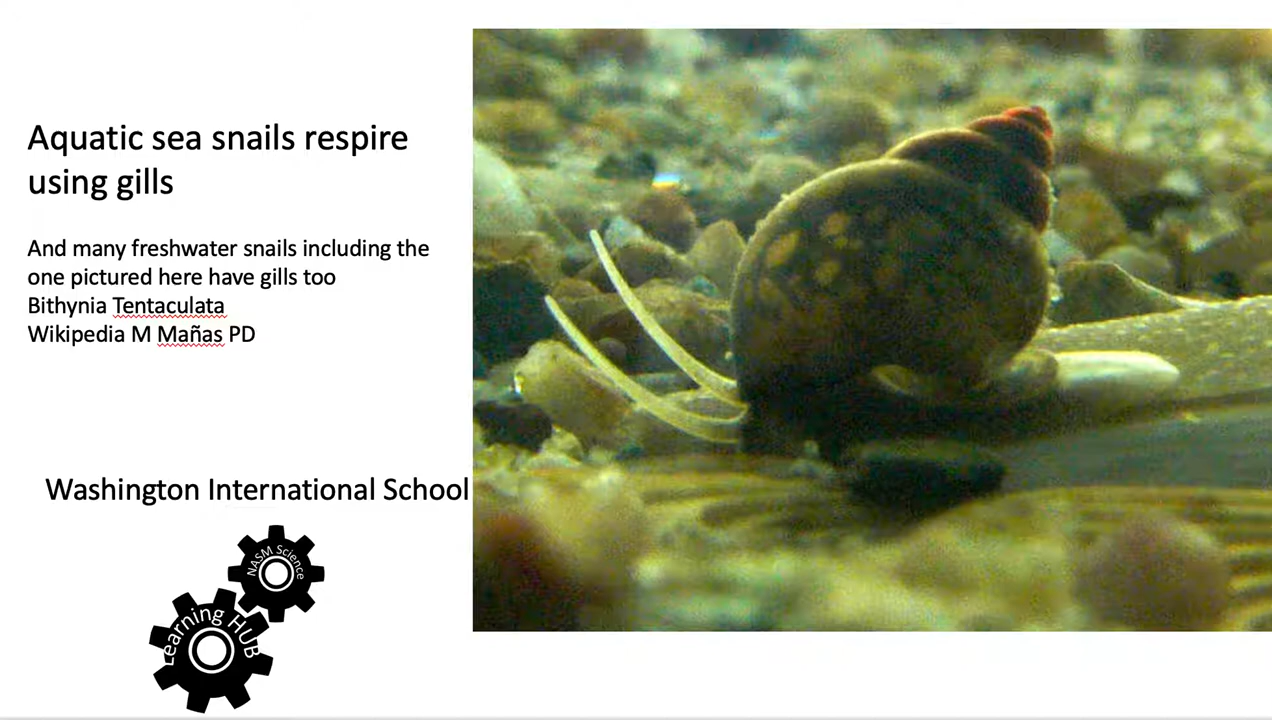 Aquatic sea snails respire
using gills
And many freshwater snails including the
one pictured here have gills too
Bithynia Tentaculata
Wikipedia M Mañas PD
Washington International School
NASM Science
Learning HUB